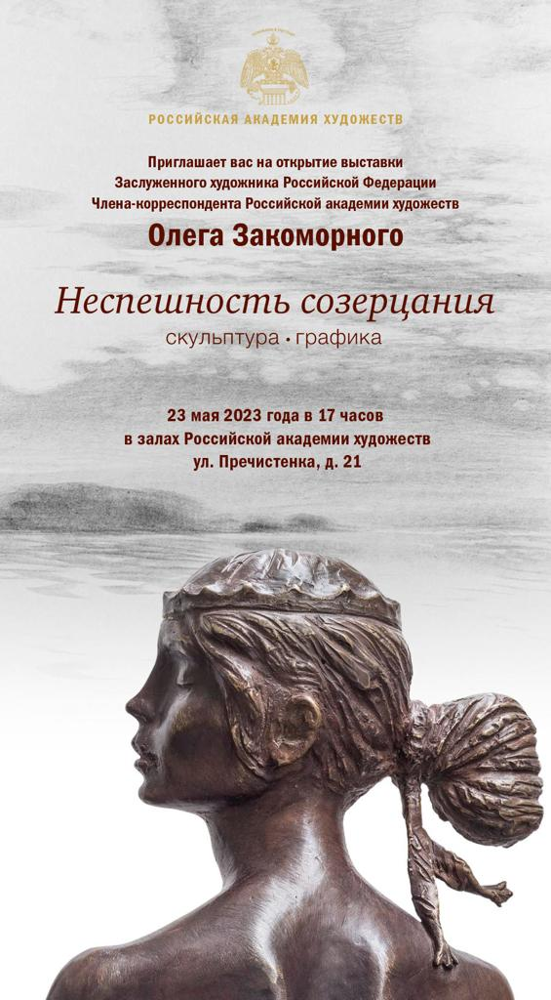 РОССИЙСКАЯ АКАДЕМИЯ ХУДОЖЕСТВ
Приглашает вас на открытие выставки
Заслуженного художника Российской Федерации
Члена-корреспондента Российской академии художеств
Олега Закоморного
Неспешность созерцания
скульптура • графика
23 мая 2023 года в 17 часов
в залах Российской академии художеств
ул. Пречистенка, д. 21